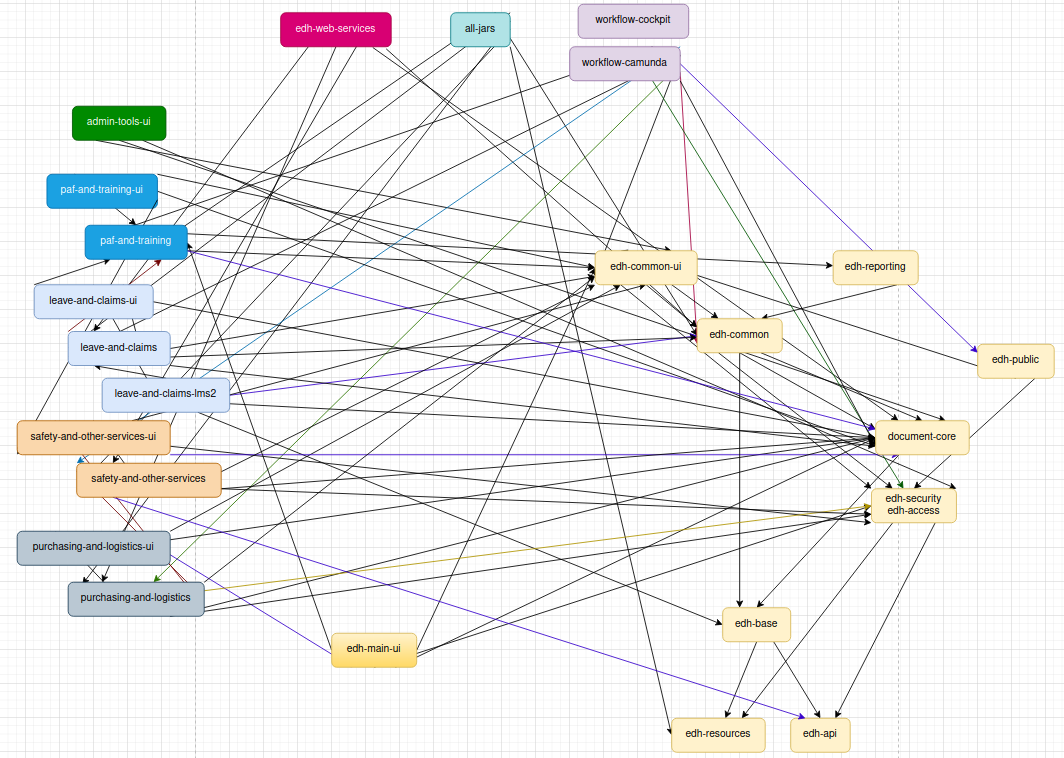 workflow-cockpit
edh-web-services
all-jars
workflow-camunda
admin-tools-ui
paf-and-training-ui
paf-and-training
edh-common-ui
edh-reporting
leave-and-claims-ui
edh-common
leave-and-claims
edh-public
leave-and-claims-lms2
safety-and-other-services-ui
document-core
safety-and-other-services
edh-security
edh-access
purchasing-and-logistics-ui
purchasing-and-logistics
edh-base
edh-main-ui
edh-resources
edh-api